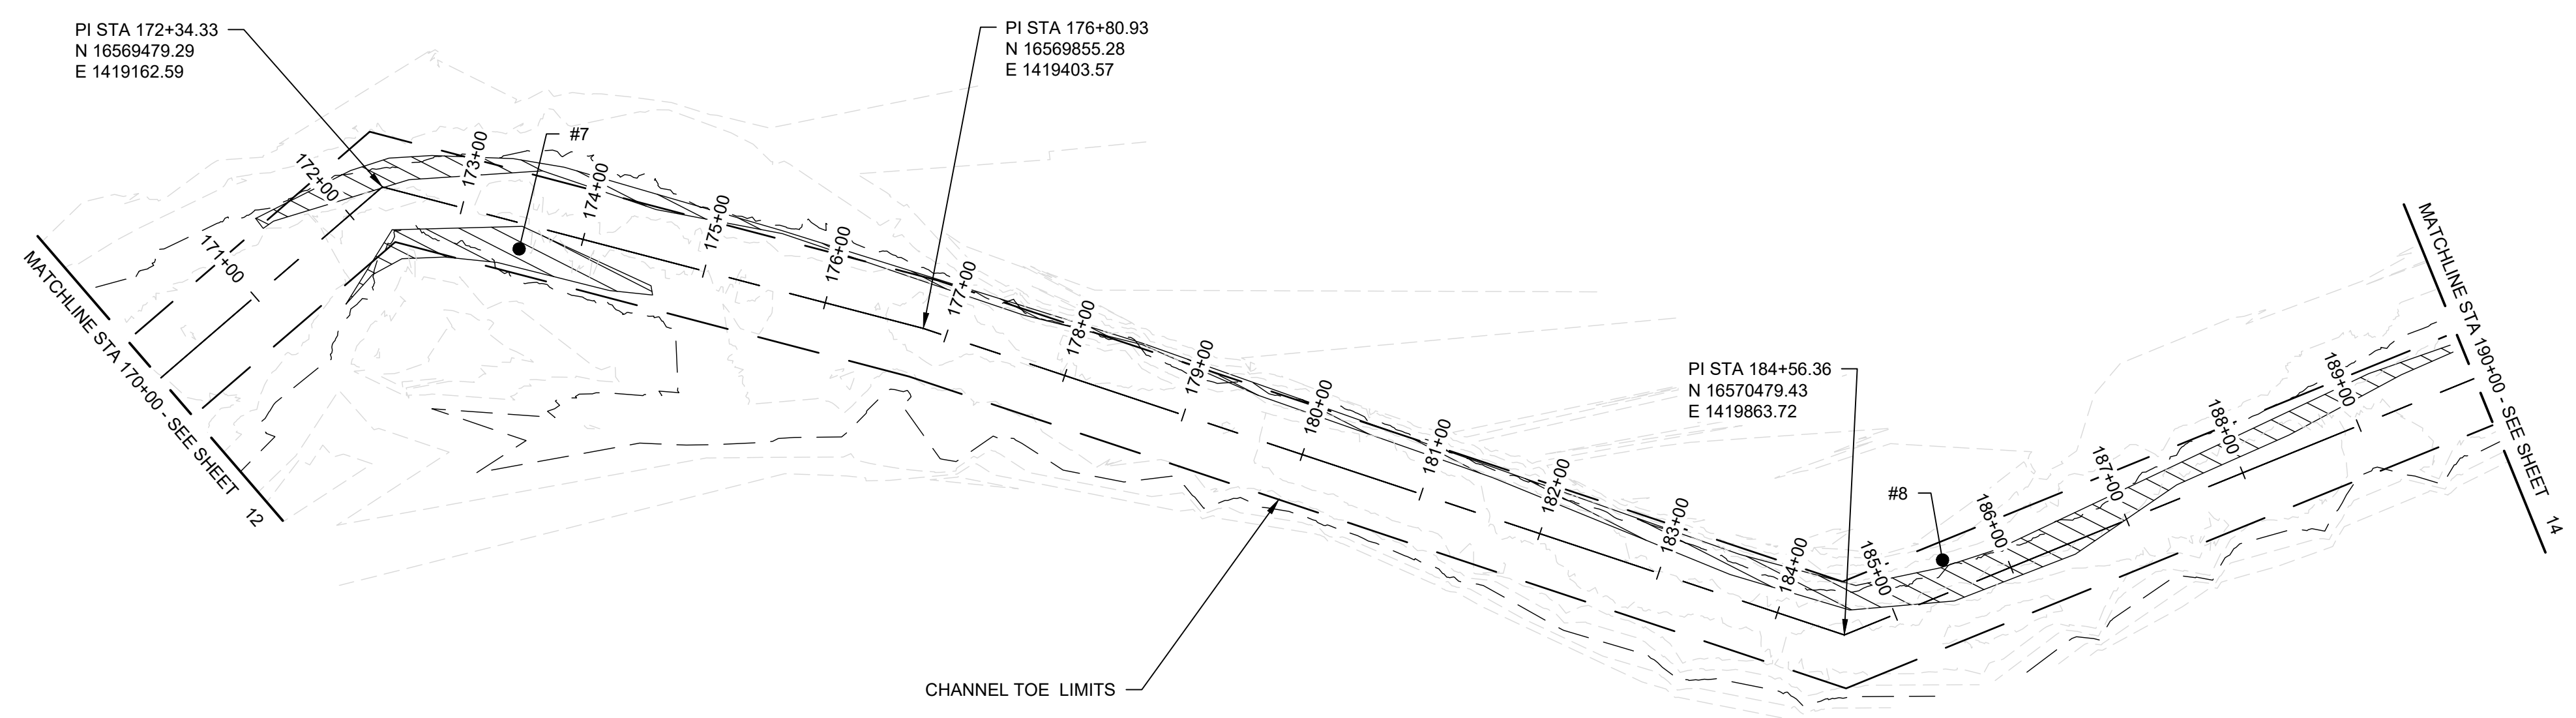 PI STA 172+34.33
N 16569479.29
E 1419162.59
PI STA 176+80.93
N 16569855.28
E 1419403.57
#7
171+00
172+00
173+00
174+00
175+00
176+00
177+00
178+00
179+00
180+00
181+00
182+00
183+00
184+00
185+00
186+00
187+00
188+00
189+00
MATCHLINE STA 170+00 - SEE SHEET 12
PI STA 184+56.36
N 16570479.43
E 1419863.72
#8
MATCHLINE STA 190+00 - SEE SHEET 14
CHANNEL TOE LIMITS